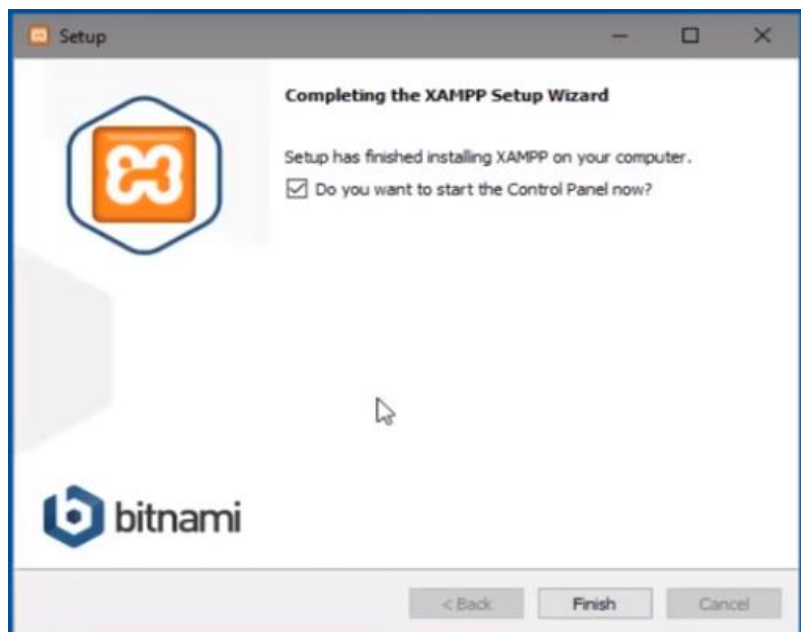 Setup
Completing the XAMPP Setup Wizard
Setup has finished installing XAMPP on your computer.
Do you want to start the Control Panel now?
bitnami
< Back
Finish
Cancel